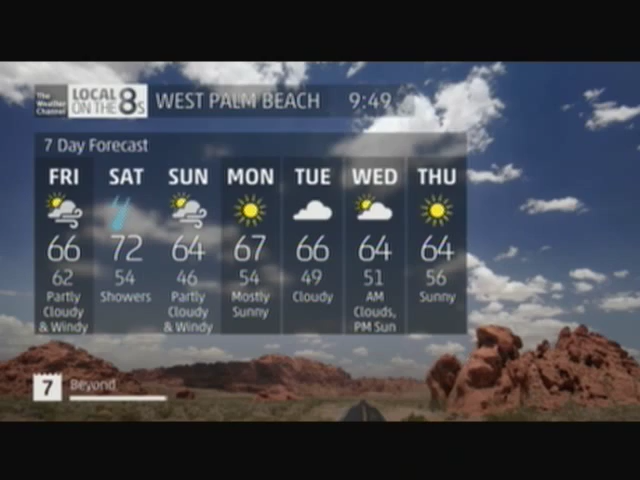 The
Weather
Channel
LOCAL
ON THE 8s
WEST PALM BEACH 9:49
7 Day Forecast
FRI SAT SUN MON TUE WED THU
66 72 64 67 66 64 64
62 54 46 54 49 51 56
Partly Cloudy & Windy
Showers
Partly Cloudy & Windy
Mostly Sunny
Cloudy
AM Clouds, PM Sun
Sunny
7 Beyond